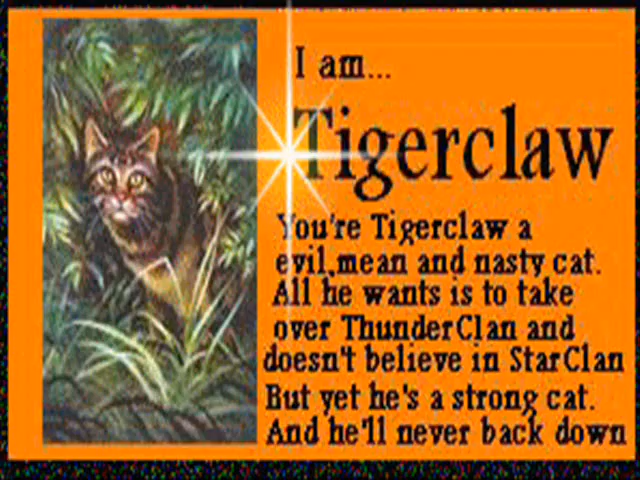 I am...
Tigerclaw
You're Tigerclaw a
evil,mean and nasty cat.
All he wants is to take
over ThunderClan and
doesn't believe in StarClan
But yet he's a strong cat.
And he'll never back down